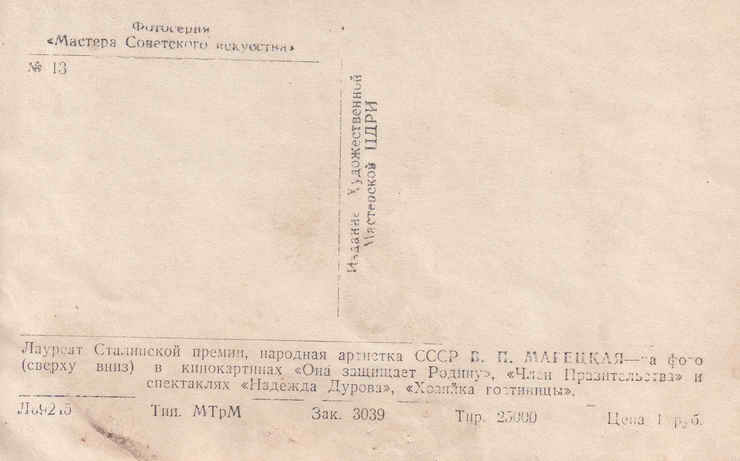 Фотосерия
«Мастера Советского искусства»
№ 13
Издание Художественной
Мастерской ЦДРИ
Лауреат Сталинской премии, народная артистка СССР В. П. МАРЕЦКАЯ—на фото
(сверху вниз) в кинокартинах «Она защищает Родину», «Член Правительства» и
спектаклях «Надежда Дурова», «Хозяйка гостиницы».
Тип. МТрМ Зак. 3039 Тир. 25000 Цена 1 руб.